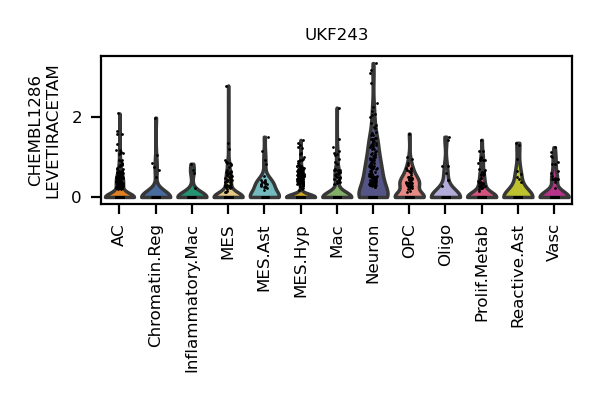 UKF243
CHEMBL1286
LEVETIRACETAM
2
0
AC
Chromatin.Reg
Inflammatory.Mac
MES
MES.Ast
MES.Hyp
Mac
Neuron
OPC
Oligo
Prolif.Metab
Reactive.Ast
Vasc